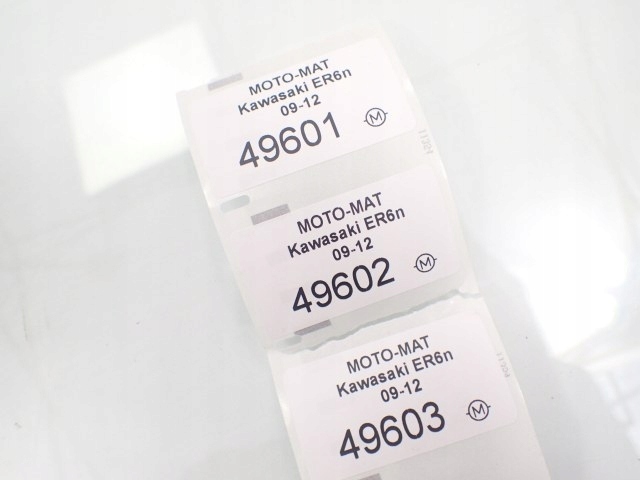 MOTO-MAT
Kawasaki ER6n
09-12
49601
M
MOTO-MAT
Kawasaki ER6n
09-12
49602
M
MOTO-MAT
Kawasaki ER6n
09-12
49603
M